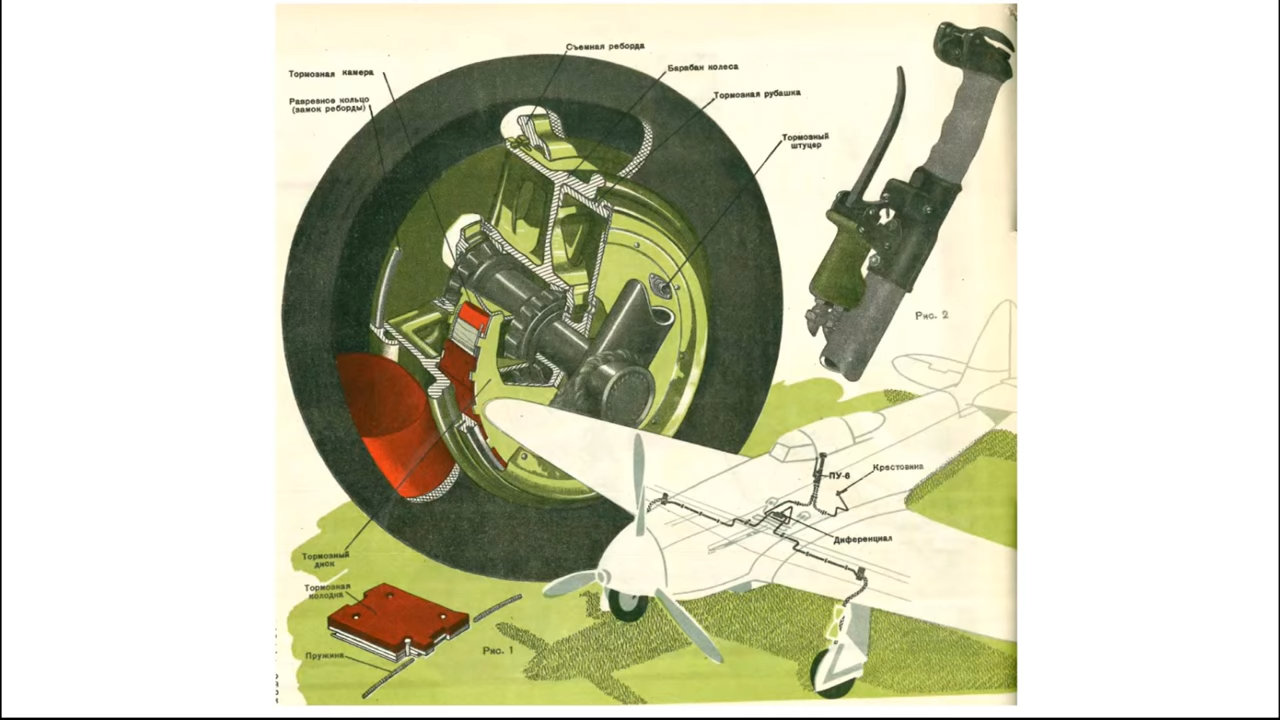 Съемная реборда
Тормозная камера
Барабан колеса
Разрезное кольцо
(замок реборды)
Тормозная рубашка
Тормозный
штуцер
Рис. 2
Крестовина
ПУ-6
Диференциал
Тормозный
диск
Тормозная
колодка
Рис. 1
Пружина